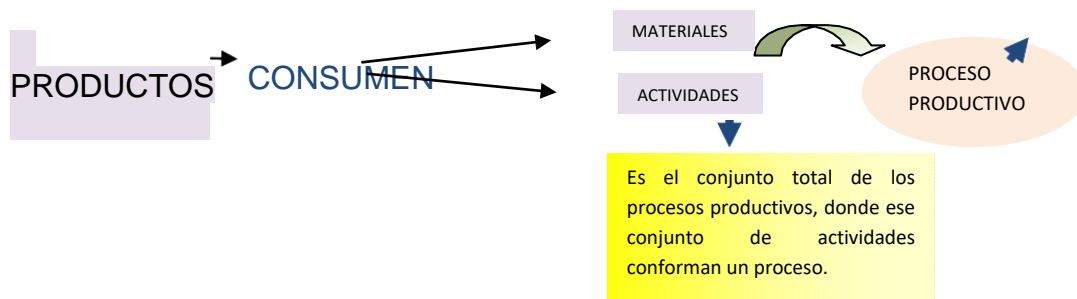 PRODUCTOS
CONSUMEN
MATERIALES
ACTIVIDADES
PROCESO
PRODUCTIVO
Es el conjunto total de los
procesos productivos, donde ese
conjunto de actividades
conforman un proceso.